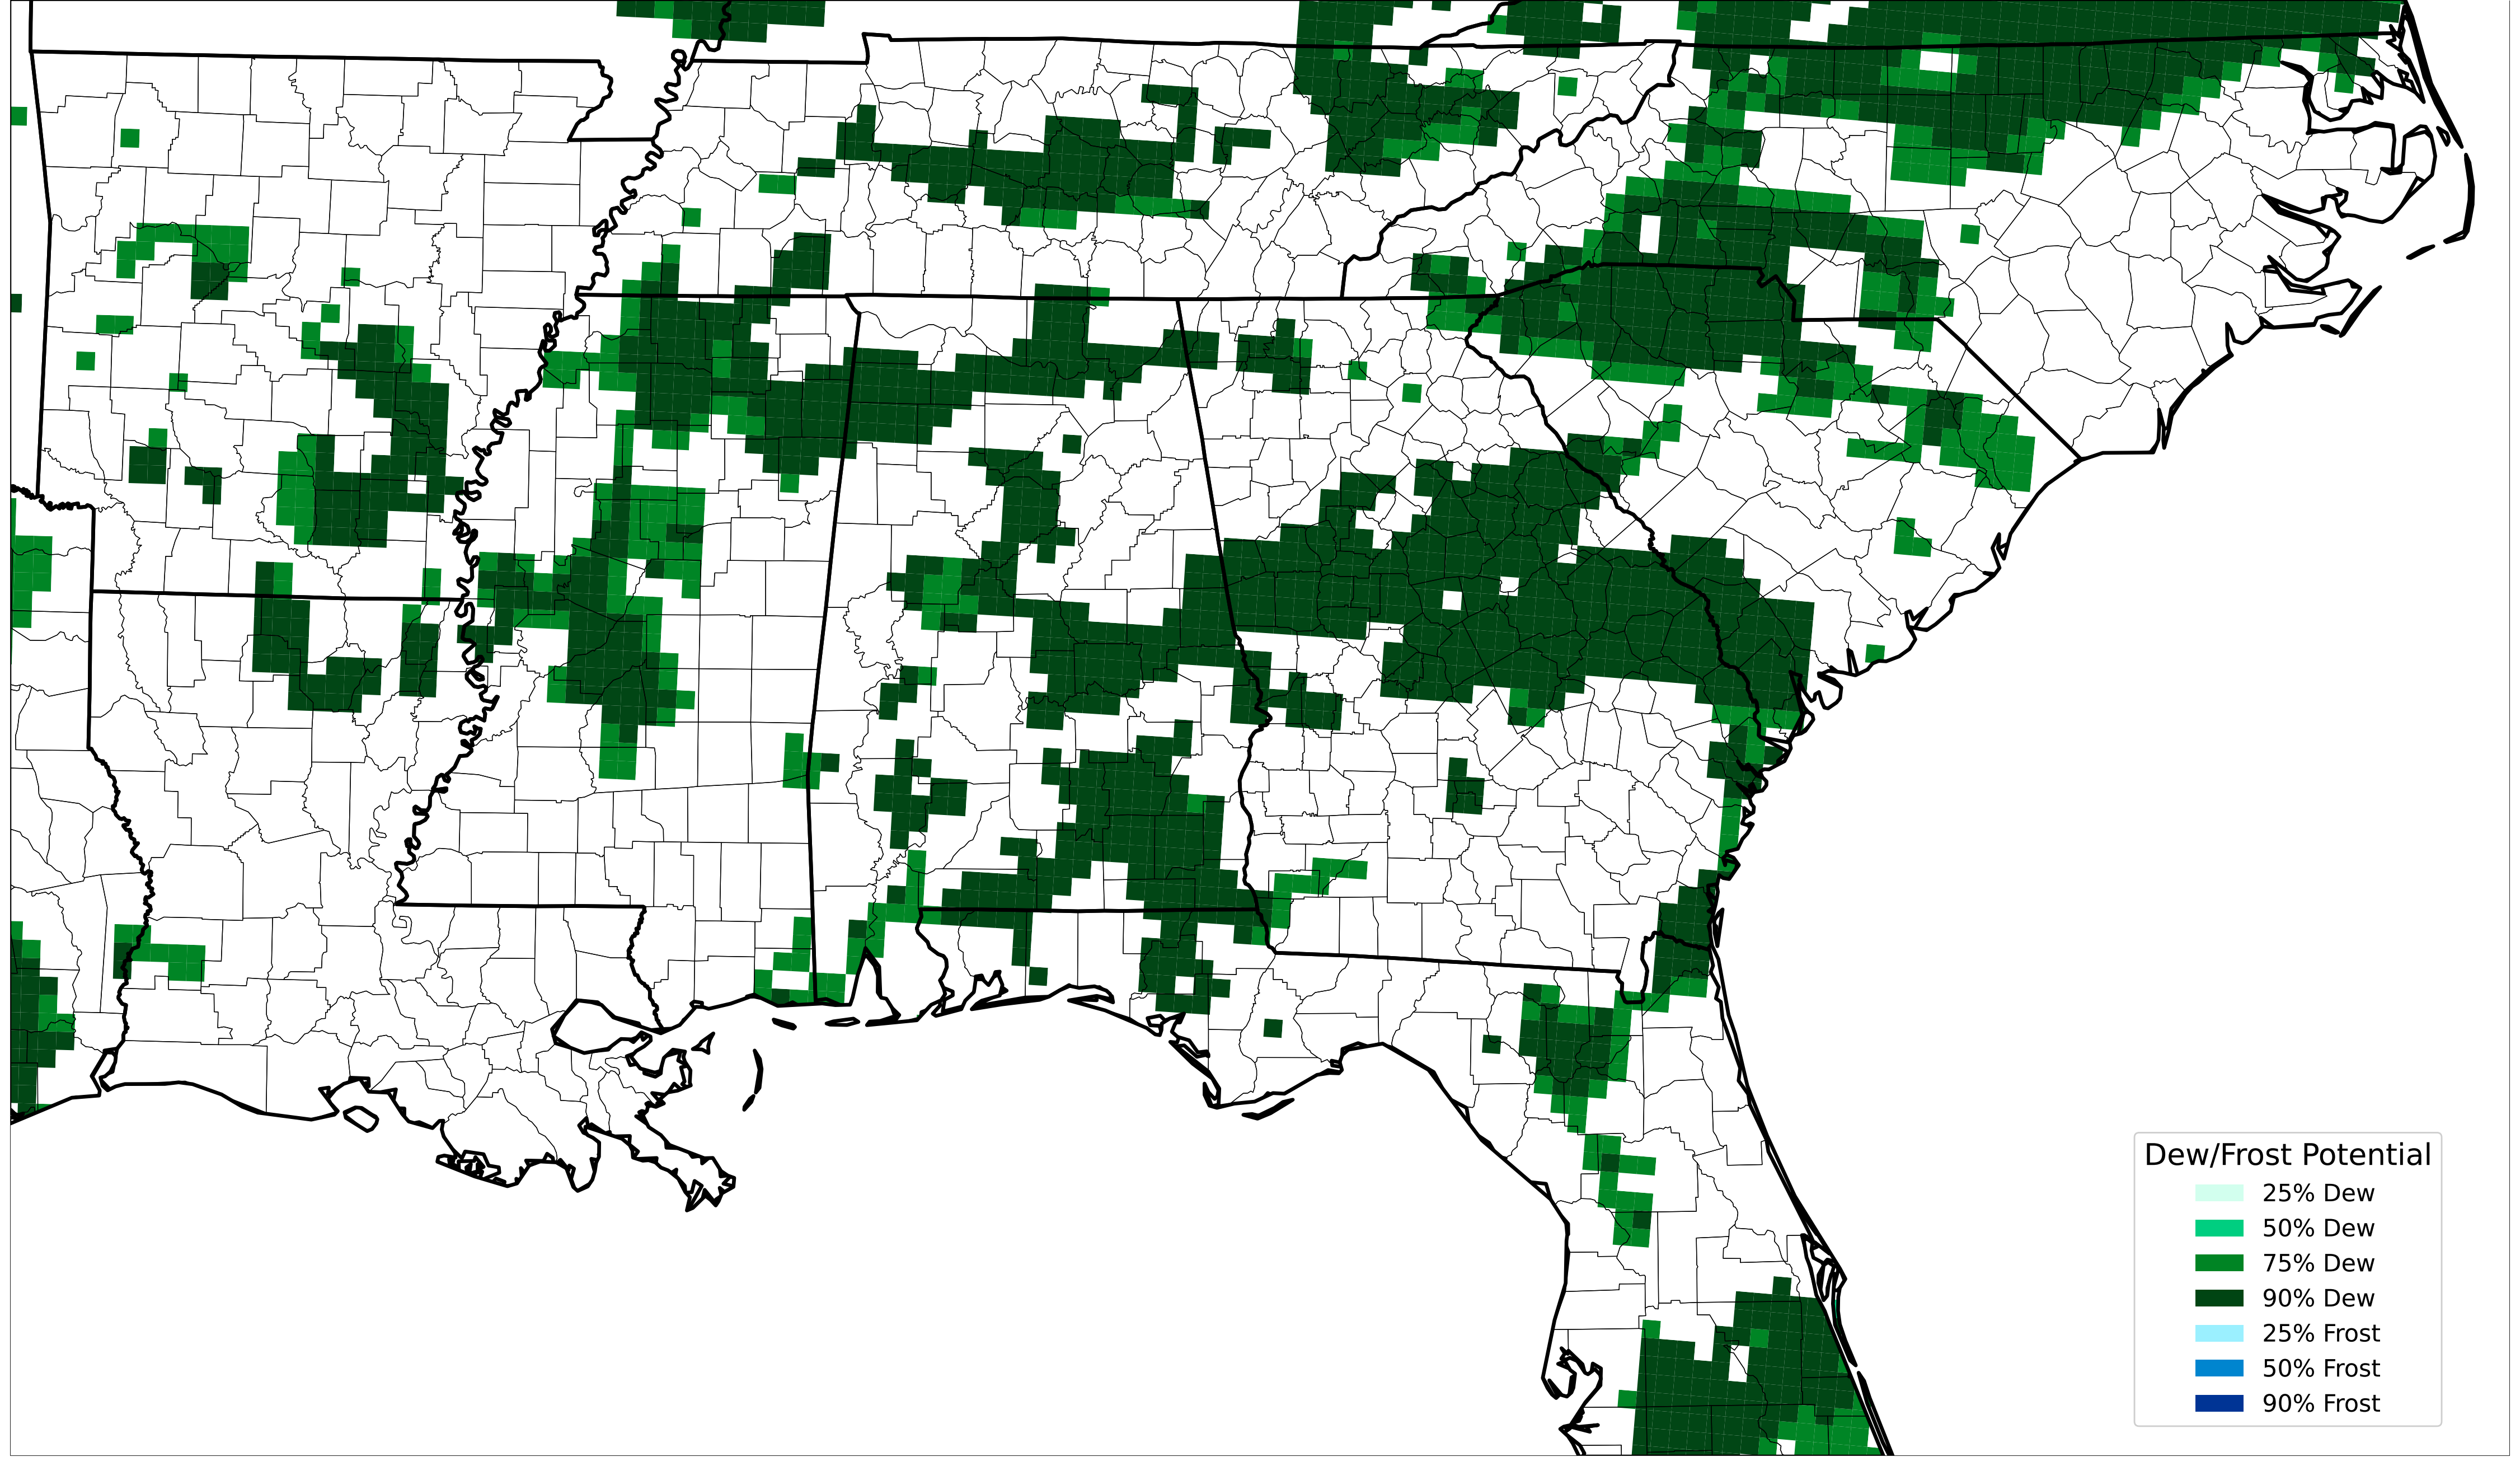 Dew/Frost Potential
25% Dew
50% Dew
75% Dew
90% Dew
25% Frost
50% Frost
90% Frost